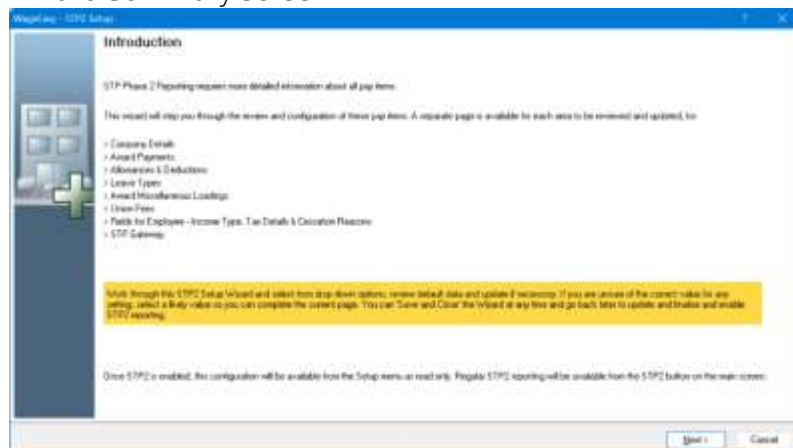 WageEasy - STP2 Setup
Introduction
STP Phase 2 Reporting requires more detailed information about all pay items.
This wizard will step you through the review and configuration of these pay items. A separate page is available for each area to be reviewed and updated, for
› Company Details
› Award Payments
› Allowances & Deductions
› Leave Types
› Award Miscellaneous Loadings
› Union Fees
› Fields for Employee - Income Type, Tax Details & Cessation Reasons
› STP Gateway
Work through this STP2 Setup Wizard and select from drop down options, review default data and update if necessary. If you are unsure of the correct value for any
setting, select a likely value so you can complete the current page. You can 'Save and Close' the Wizard at any time and go back later to update and finalise and enable
STP2 reporting.
Once STP2 is enabled, this configuration will be available from the Setup menu as read only. Regular STP2 reporting will be available from the STP2 button on the main screen.
Next › Cancel